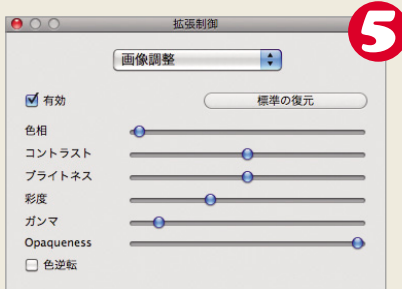 拡張制御
5
画像調整
有効
標準の復元
色相
コントラスト
ブライトネス
彩度
ガンマ
Opaqueness
色逆転